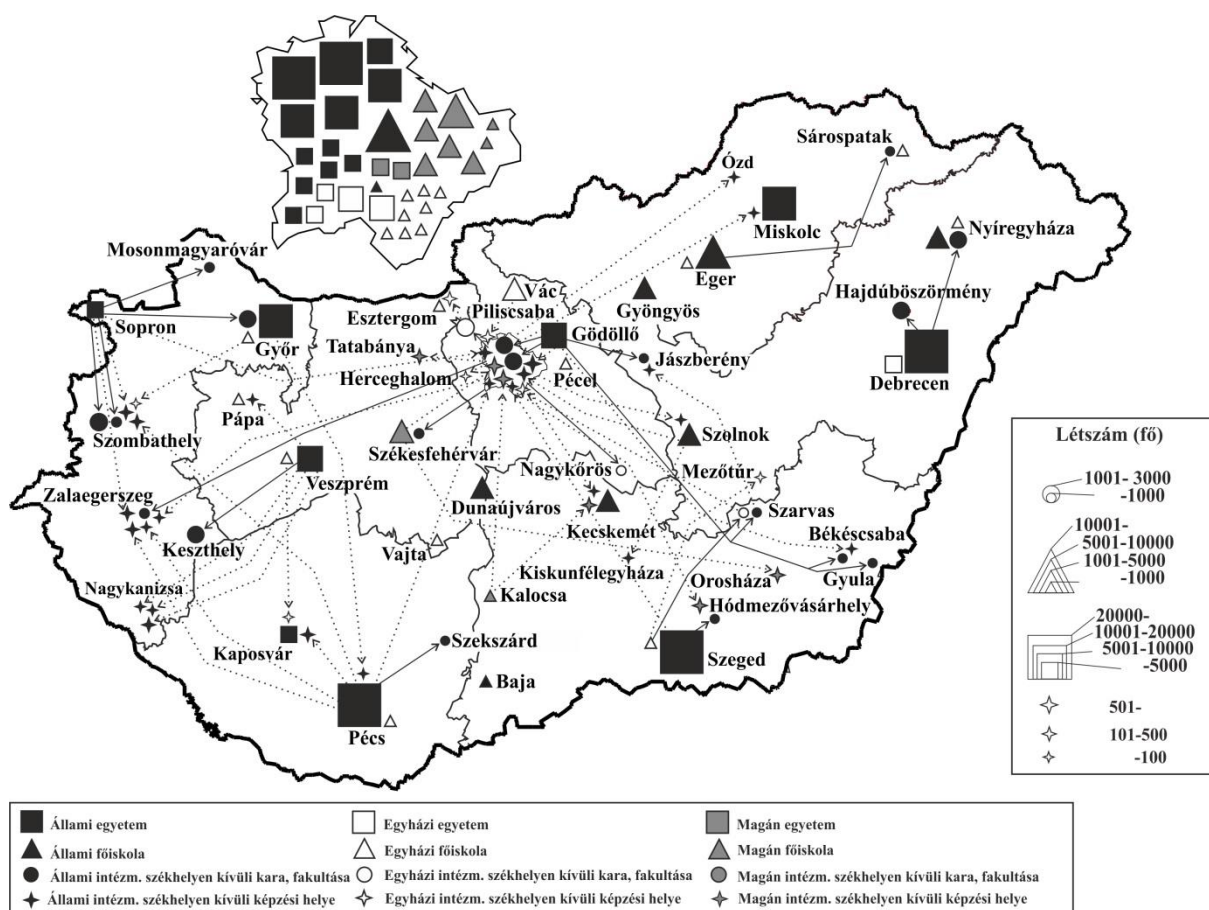 Sárospatak
Ózd
Miskolc
Mosonmagyaróvár
Nyíregyháza
Eger
Vác
Gyöngyös
Hajdúböszörmény
Sopron
Esztergom
Piliscsaba
Gödöllő
Győr
Tatabánya
Jászberény
Herceghalom
Pécel
Debrecen
Pápa
Szombathely
Székesfehérvár
Szolnok
Létszám (fő)
1001- 3000
-1000
10001-
5001-10000
1001-5000
-1000
20000-
10001-20000
5001-10000
-5000
501-
101-500
-100
Nagykőrös
Mezőtúr
Veszprém
Zalaegerszeg
Dunaújváros
Kecskemét
Szarvas
Keszthely
Vajta
Békéscsaba
Kiskunfélegyháza
Orosháza
Gyula
Nagykanizsa
Kalocsa
Hódmezővásárhely
Kaposvár
Szekszárd
Szeged
Baja
Pécs
Állami egyetem
Egyházi egyetem
Magán egyetem
Állami főiskola
Egyházi főiskola
Magán főiskola
Állami intézm. székhelyen kívüli kara, fakultása
Egyházi intézm. székhelyen kívüli kara, fakultása
Magán intézm. székhelyen kívüli kara, fakultása
Állami intézm. székhelyen kívüli képzési helye
Egyházi intézm. székhelyen kívüli képzési helye
Magán intézm. székhelyen kívüli képzési helye